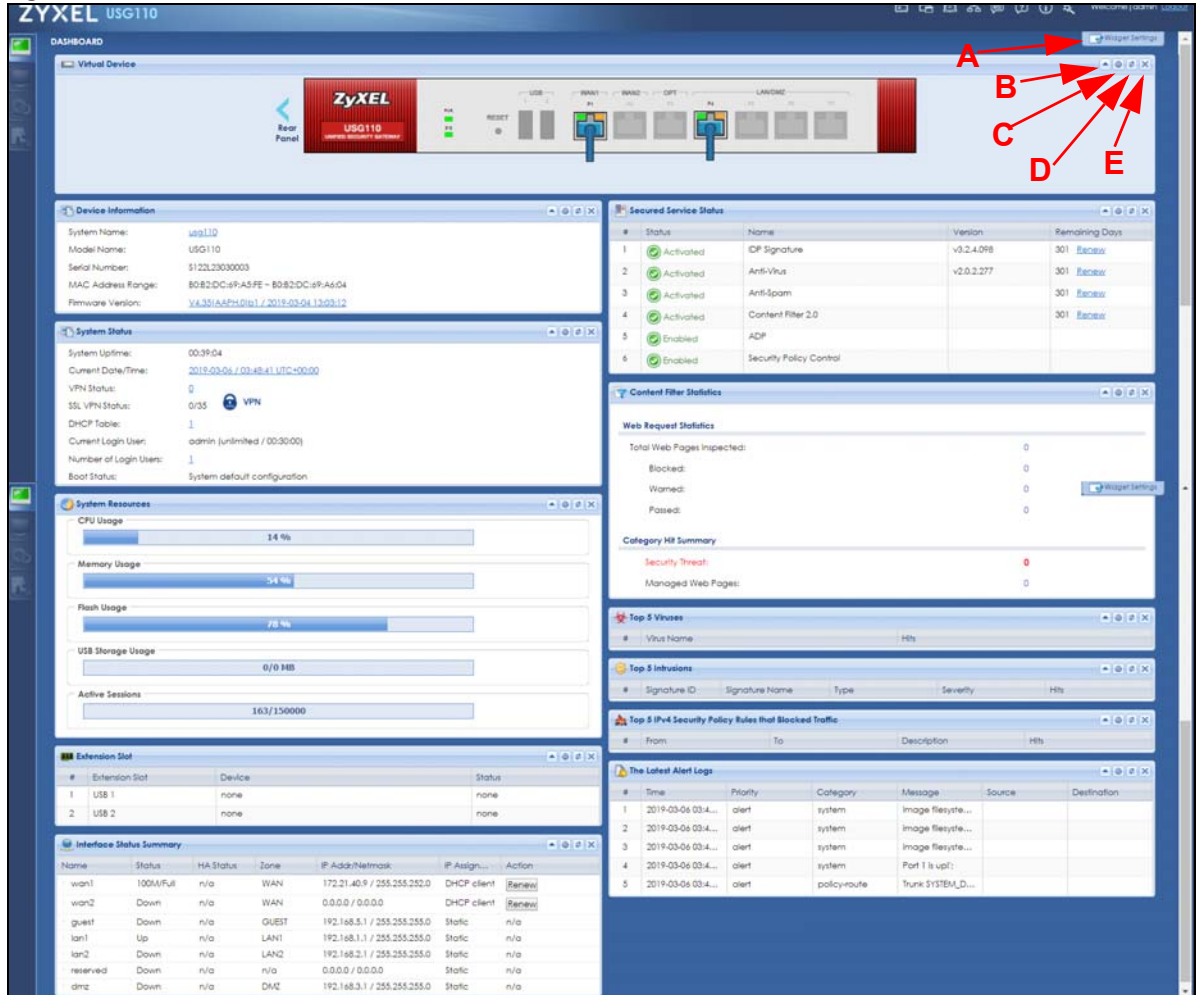 ZYXEL USG110
Welcome | admin Logout
DASHBOARD
Widget Settings
A
Virtual Device
B
C
D
E
Rear
Panel
ZyXEL
USG110
UNIFIED SECURITY GATEWAY
RESET
USB
1 2
WAN1 WAN2 OPT LAN/DMZ
P1
P4
Device Information
System Name: usg110
Model Name: USG110
Serial Number: S122L23030003
MAC Address Range: B0:B2:DC:69:A5:FE ~ B0:B2:DC:69:A6:04
Firmware Version: V4.35(AAPH.0)b1 / 2019-03-04 13:03:12
System Status
System Uptime: 00:39:04
Current Date/Time: 2019-03-06 / 03:48:41 UTC+00:00
VPN Status: 0
SSL VPN Status: 0/35 VPN
DHCP Table: 1
Current Login User: admin (unlimited / 00:30:00)
Number of Login Users: 1
Boot Status: System default configuration
System Resources
CPU Usage
14 %
Memory Usage
54 %
Flash Usage
78 %
USB Storage Usage
0/0 MB
Active Sessions
163/150000
Extension Slot
# Extension Slot Device Status
1 USB 1 none none
2 USB 2 none none
Interface Status Summary
Name Status HA Status Zone IP Addr/Netmask IP Assign... Action
wan1 100M/Full n/a WAN 172.21.40.9 / 255.255.252.0 DHCP client Renew
wan2 Down n/a WAN 0.0.0.0 / 0.0.0.0 DHCP client Renew
guest Down n/a GUEST 192.168.5.1 / 255.255.255.0 Static n/a
lan1 Up n/a LAN1 192.168.1.1 / 255.255.255.0 Static n/a
lan2 Down n/a LAN2 192.168.2.1 / 255.255.255.0 Static n/a
reserved Down n/a n/a 0.0.0.0 / 0.0.0.0 Static n/a
dmz Down n/a DMZ 192.168.3.1 / 255.255.255.0 Static n/a
Secured Service Status
# Status Name Version Remaining Days
1 Activated IDP Signature v3.2.4.098 301 Renew
2 Activated Anti-Virus v2.0.2.277 301 Renew
3 Activated Anti-Spam 301 Renew
4 Activated Content Filter 2.0 301 Renew
5 Enabled ADP
6 Enabled Security Policy Control
Content Filter Statistics
Web Request Statistics
Total Web Pages Inspected: 0
Blocked: 0
Warned: 0
Widget Settings
Passed: 0
Category Hit Summary
Security Threat: 0
Managed Web Pages: 0
Top 5 Viruses
# Virus Name Hits
Top 5 Intrusions
# Signature ID Signature Name Type Severity Hits
Top 5 IPv4 Security Policy Rules that Blocked Traffic
# From To Description Hits
The Latest Alert Logs
# Time Priority Category Message Source Destination
1 2019-03-06 03:4... alert system Image filesyste...
2 2019-03-06 03:4... alert system Image filesyste...
3 2019-03-06 03:4... alert system Image filesyste...
4 2019-03-06 03:4... alert system Port 1 is up!:
5 2019-03-06 03:4... alert policy-route Trunk SYSTEM_D...